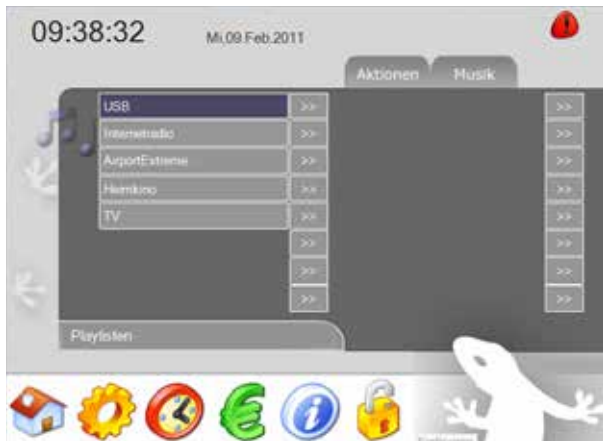 09:38:32
Mi,09.Feb.2011
Aktionen
Musik
USB >> >>
Internetradio >> >>
AirportExtreme >> >>
Heimkino >> >>
TV >> >>
>> >>
>> >>
>> >>
Playlisten